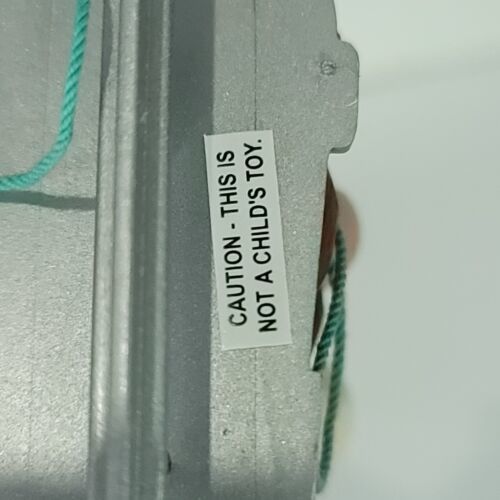 CAUTION - THIS IS
NOT A CHILD'S TOY.